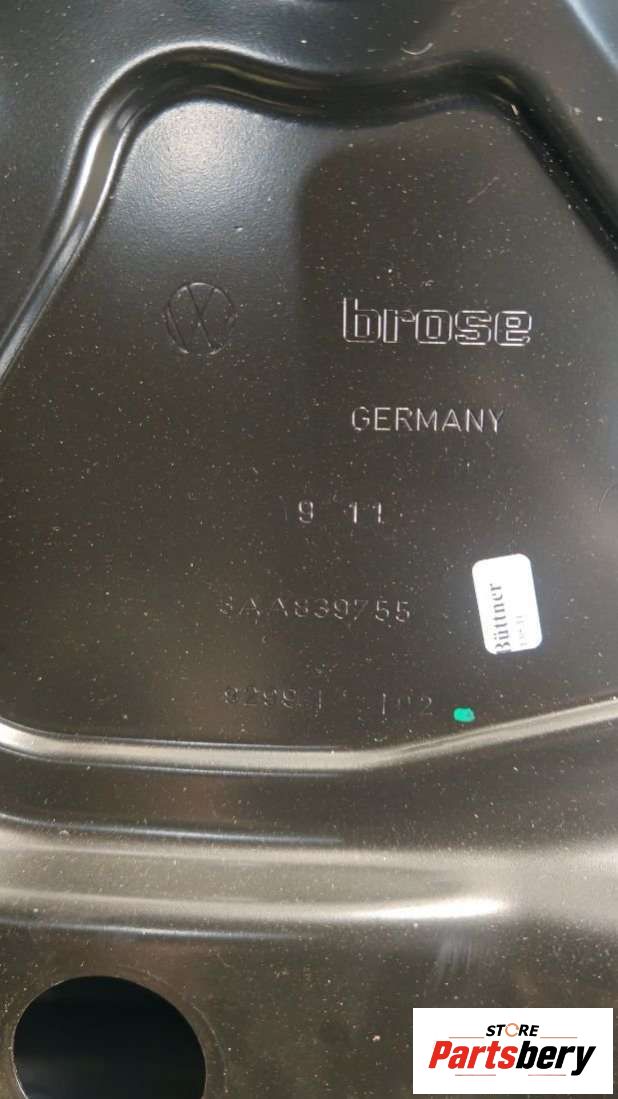 brose
GERMANY
9 11
3AA839755
Büttner
STORE
Partsbery